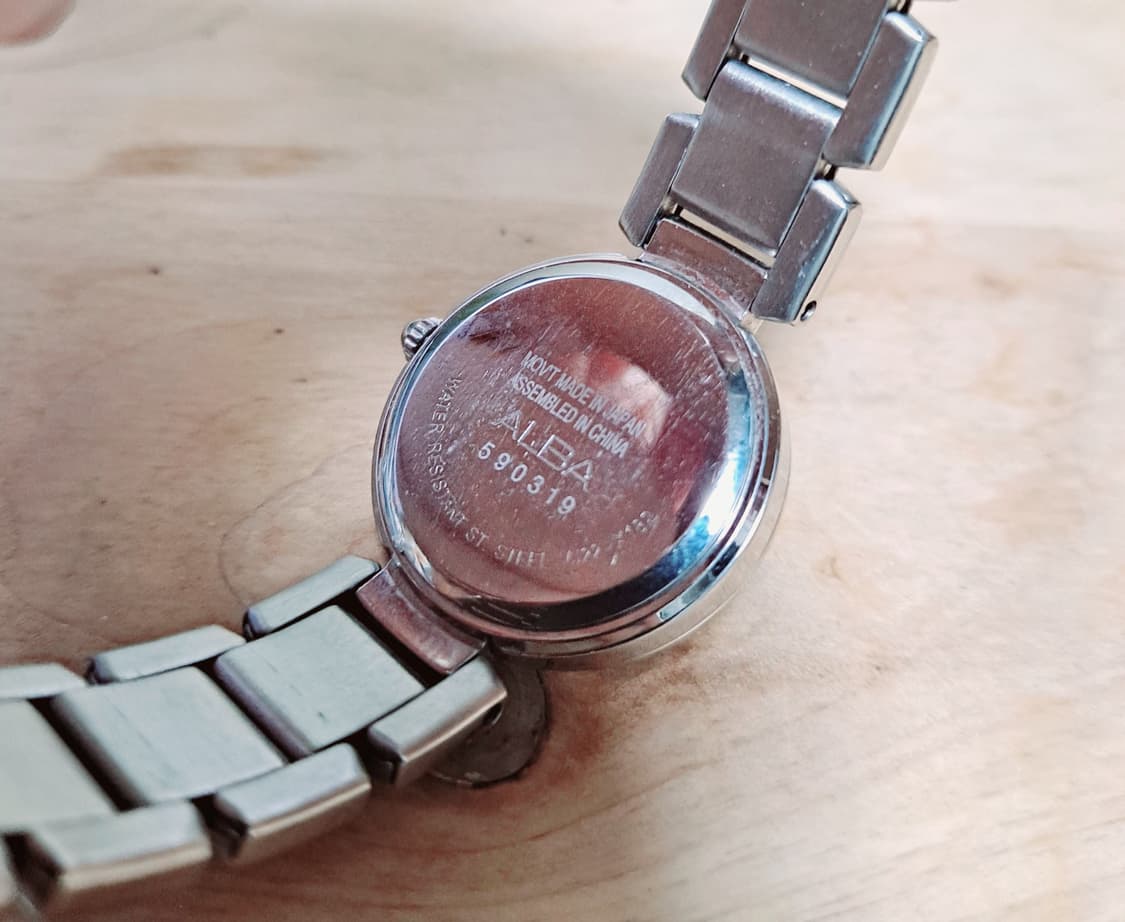 MOV'T MADE IN JAPAN
ASSEMBLED IN CHINA
ALBA
590319
WATER RESISTANT ST. STEEL